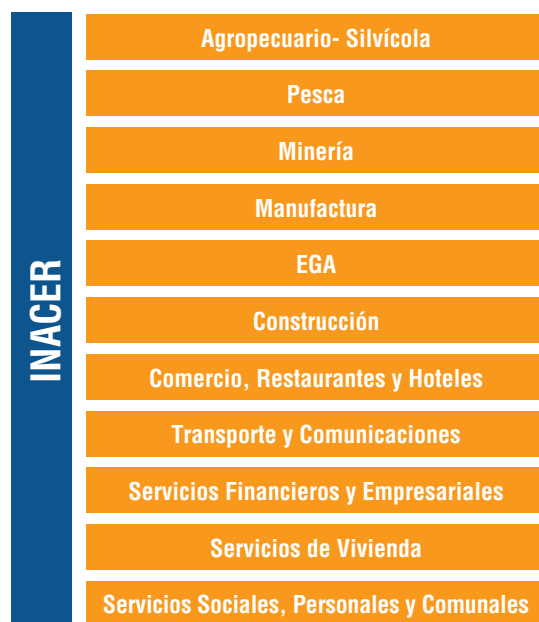 INACER
Agropecuario- Silvícola
Pesca
Minería
Manufactura
EGA
Construcción
Comercio, Restaurantes y Hoteles
Transporte y Comunicaciones
Servicios Financieros y Empresariales
Servicios de Vivienda
Servicios Sociales, Personales y Comunales